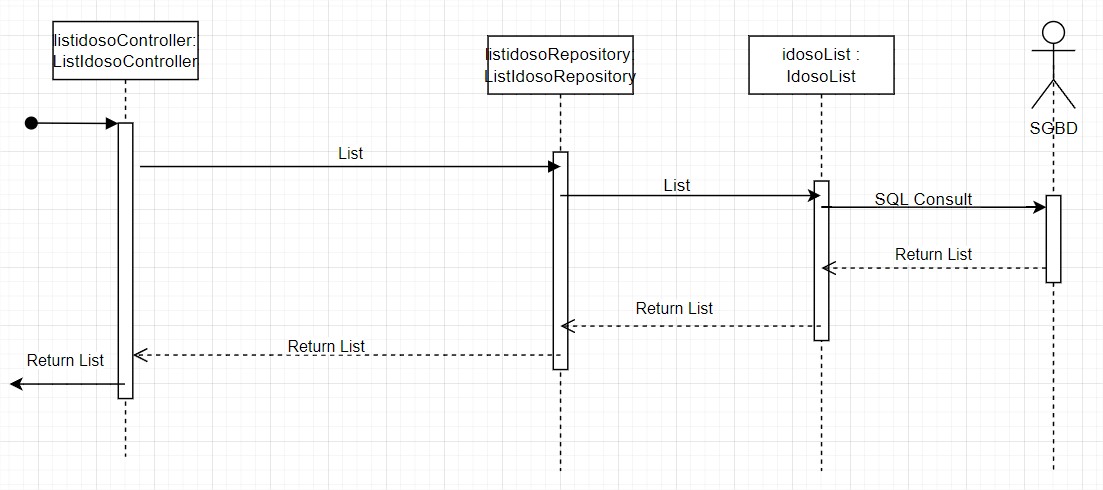 listidosoController:
ListIdosoController
listidosoRepository:
ListIdosoRepository
idosoList :
IdosoList
SGBD
List
List
SQL Consult
Return List
Return List
Return List
Return List